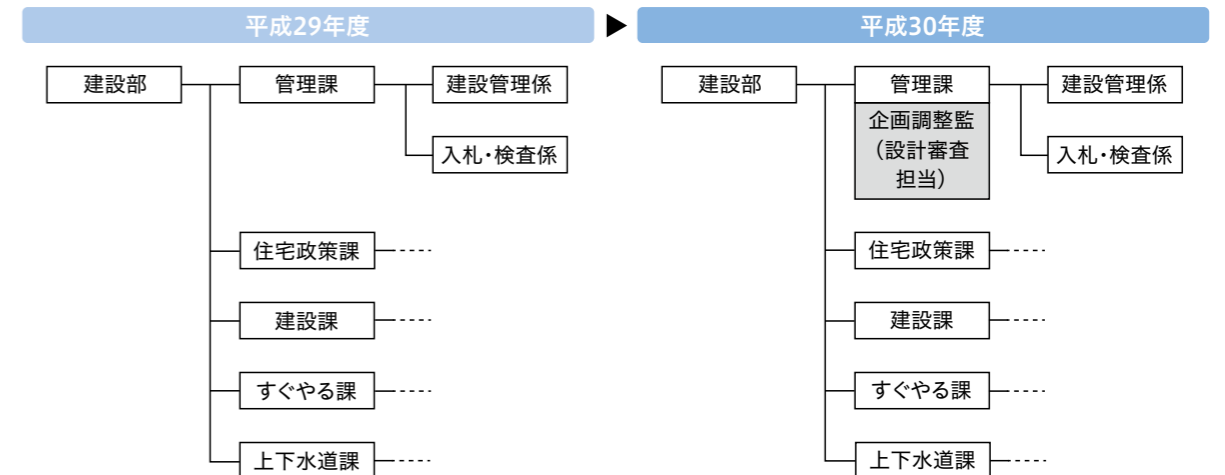 平成29年度
建設部
管理課
建設管理係
入札・検査係
住宅政策課
建設課
すぐやる課
上下水道課
▶
平成30年度
建設部
管理課
企画調整監
（設計審査
担当）
建設管理係
入札・検査係
住宅政策課
建設課
すぐやる課
上下水道課